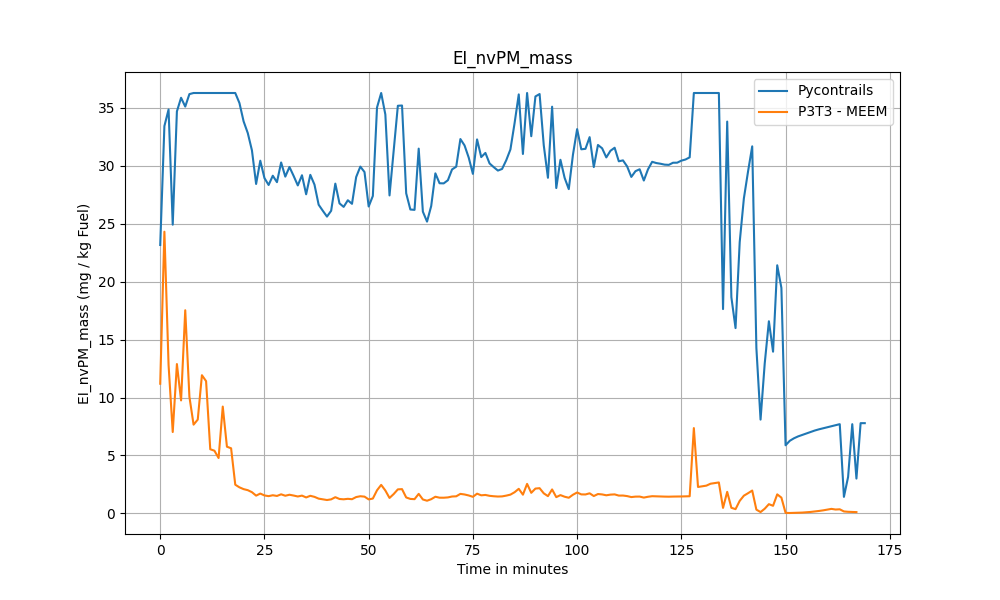 EI_nvPM_mass
Pycontrails
P3T3 - MEEM
EI_nvPM_mass (mg / kg Fuel)
35
30
25
20
15
10
5
0
0 25 50 75 100 125 150 175
Time in minutes